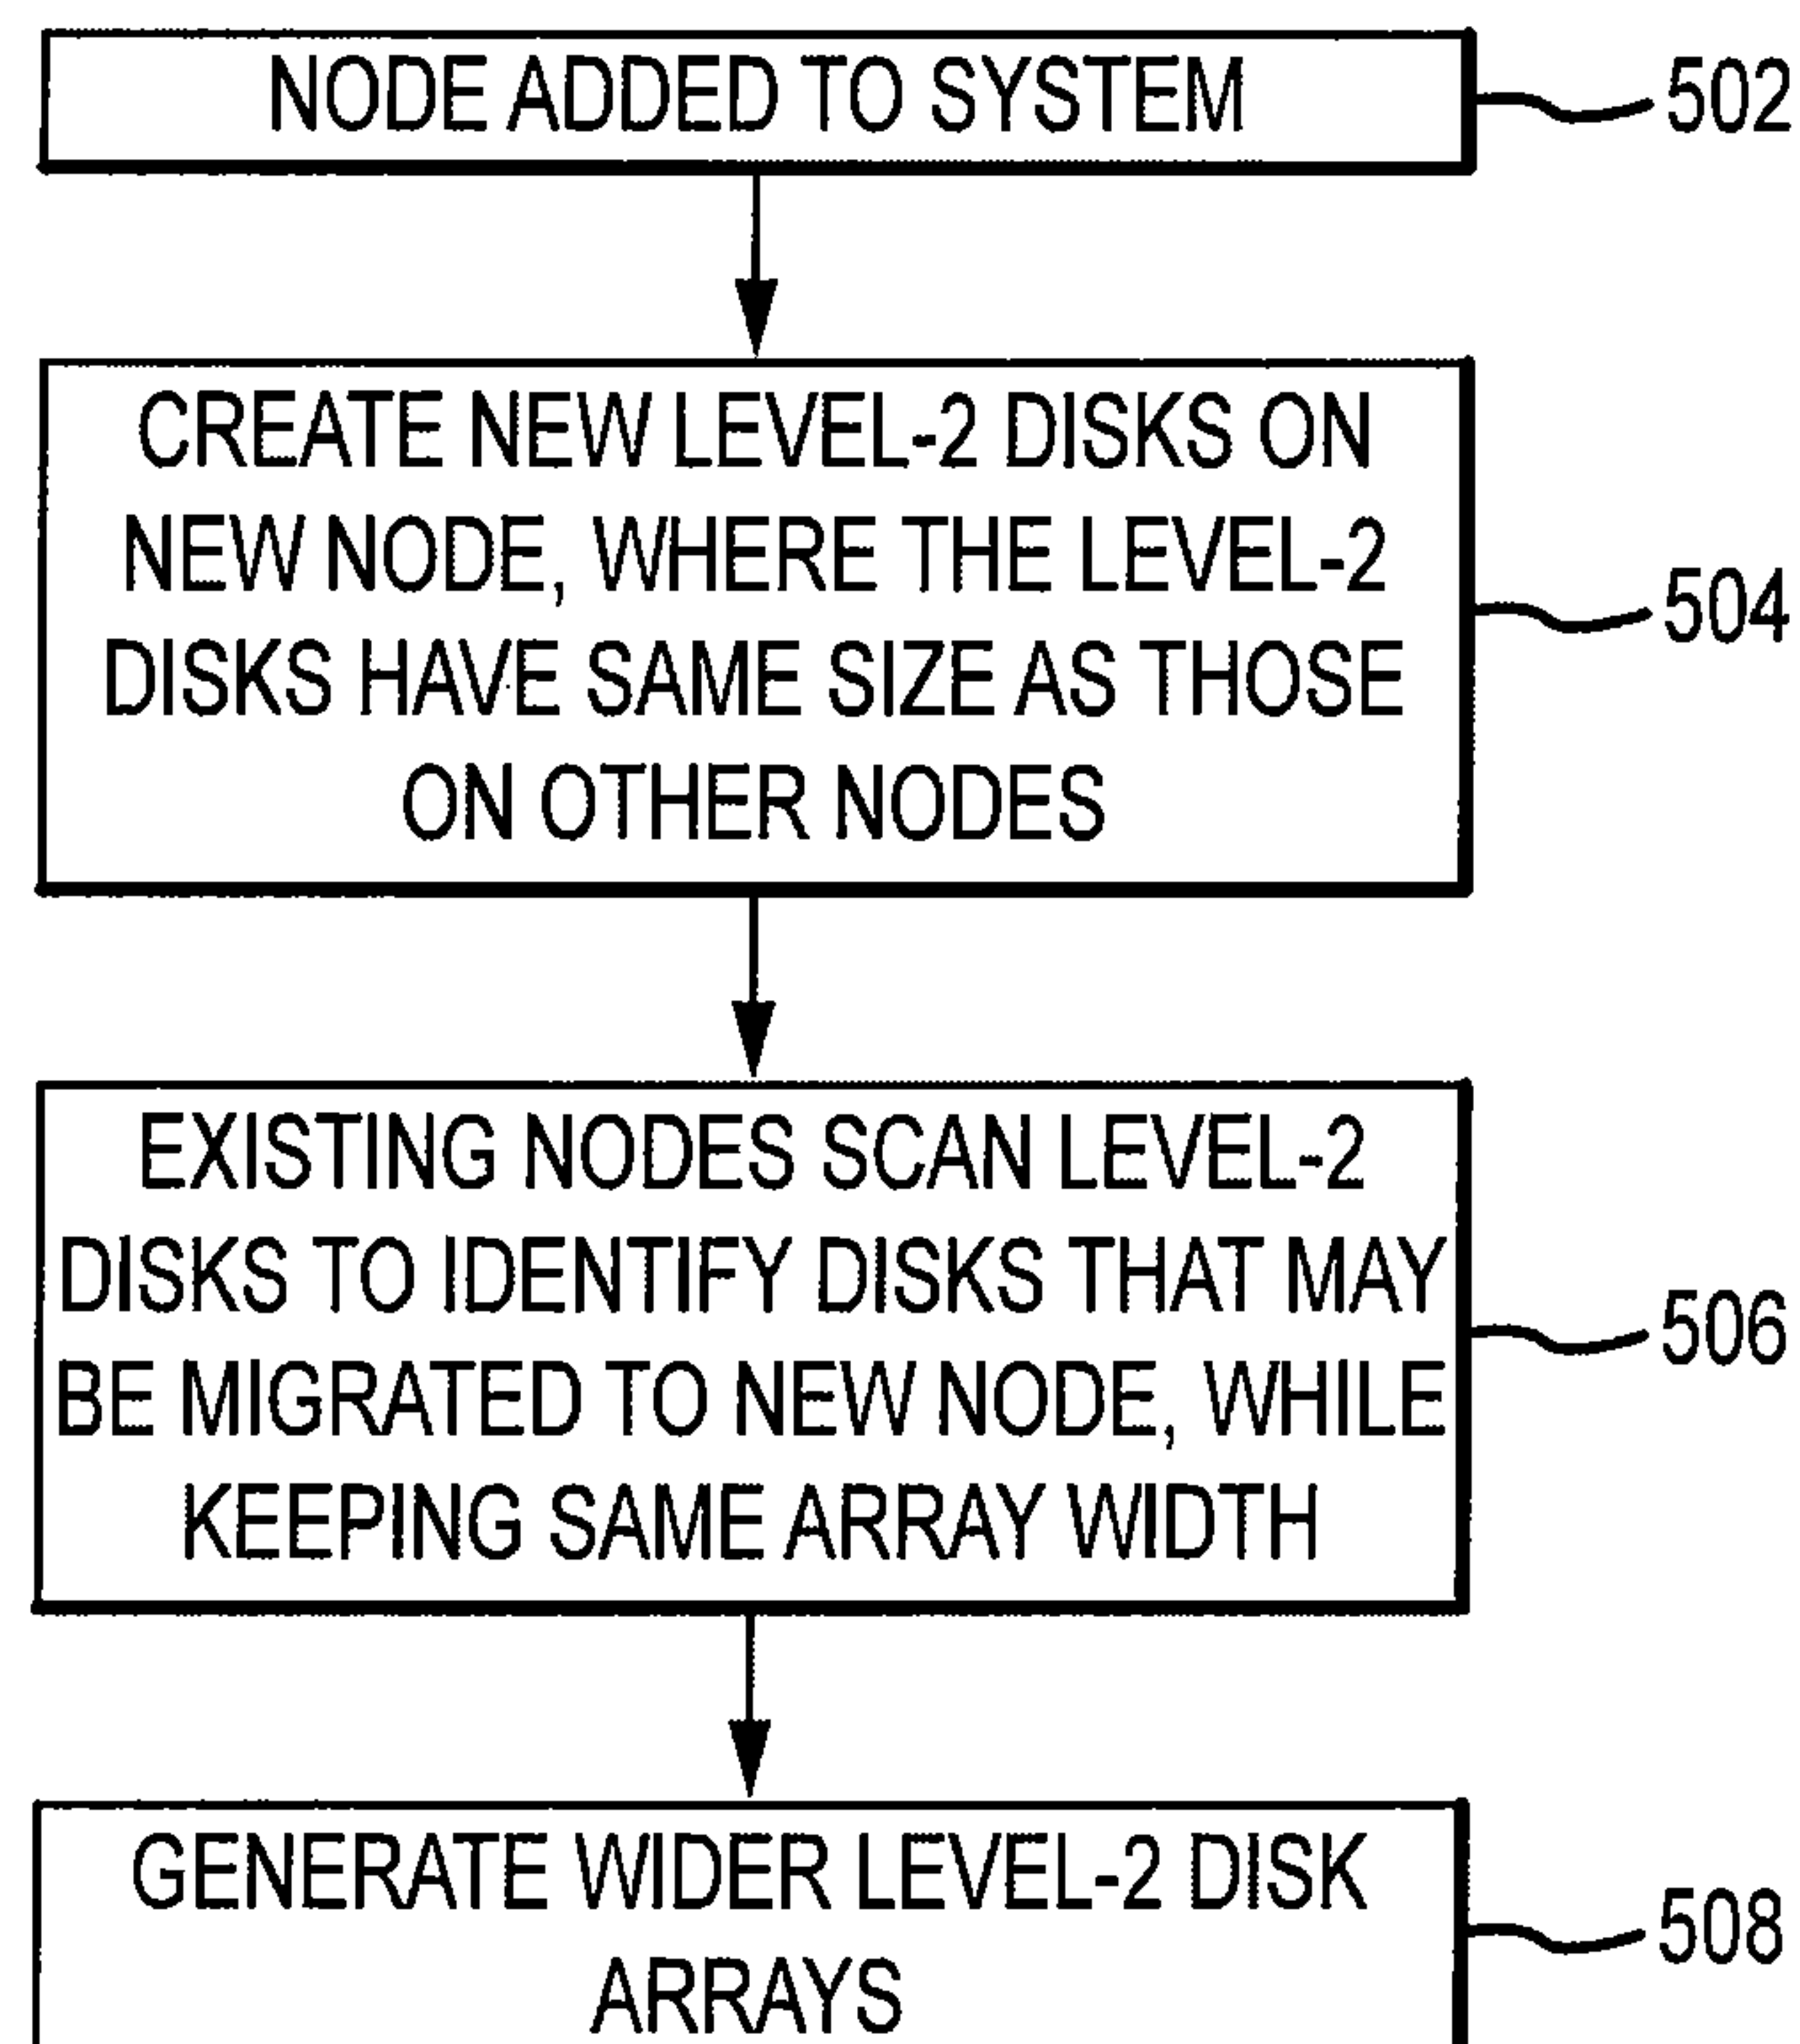 NODE ADDED TO SYSTEM
502
CREATE NEW LEVEL-2 DISKS ON
NEW NODE, WHERE THE LEVEL-2
DISKS HAVE SAME SIZE AS THOSE
ON OTHER NODES
504
EXISTING NODES SCAN LEVEL-2
DISKS TO IDENTIFY DISKS THAT MAY
BE MIGRATED TO NEW NODE, WHILE
KEEPING SAME ARRAY WIDTH
506
GENERATE WIDER LEVEL-2 DISK
ARRAYS
508